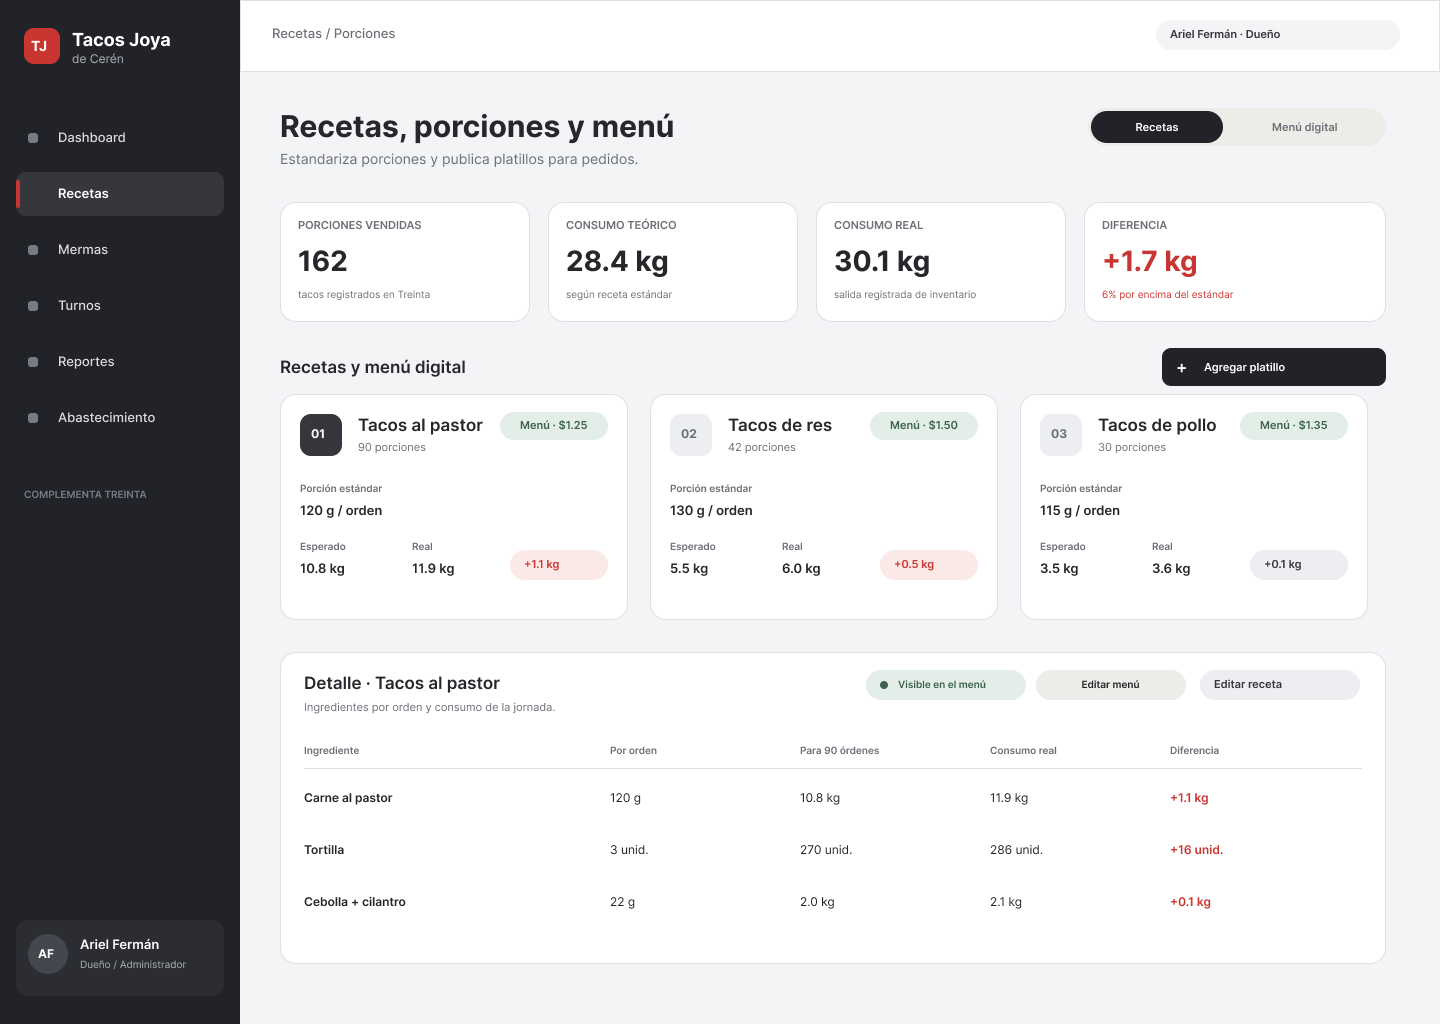 TJ
Tacos Joya
de Cerén
Dashboard
Recetas
Mermas
Turnos
Reportes
Abastecimiento
COMPLEMENTA TREINTA
AF
Ariel Fermán
Dueño / Administrador
Recetas / Porciones
Ariel Fermán · Dueño
Recetas, porciones y menú
Estandariza porciones y publica platillos para pedidos.
Recetas
Menú digital
PORCIONES VENDIDAS
162
tacos registrados en Treinta
CONSUMO TEÓRICO
28.4 kg
según receta estándar
CONSUMO REAL
30.1 kg
salida registrada de inventario
DIFERENCIA
+1.7 kg
6% por encima del estándar
Recetas y menú digital
+ Agregar platillo
01
Tacos al pastor
90 porciones
Menú · $1.25
Porción estándar
120 g / orden
Esperado
10.8 kg
Real
11.9 kg
+1.1 kg
02
Tacos de res
42 porciones
Menú · $1.50
Porción estándar
130 g / orden
Esperado
5.5 kg
Real
6.0 kg
+0.5 kg
03
Tacos de pollo
30 porciones
Menú · $1.35
Porción estándar
115 g / orden
Esperado
3.5 kg
Real
3.6 kg
+0.1 kg
Detalle · Tacos al pastor
Ingredientes por orden y consumo de la jornada.
Visible en el menú
Editar menú
Editar receta
Ingrediente Por orden Para 90 órdenes Consumo real Diferencia
Carne al pastor 120 g 10.8 kg 11.9 kg +1.1 kg
Tortilla 3 unid. 270 unid. 286 unid. +16 unid.
Cebolla + cilantro 22 g 2.0 kg 2.1 kg +0.1 kg